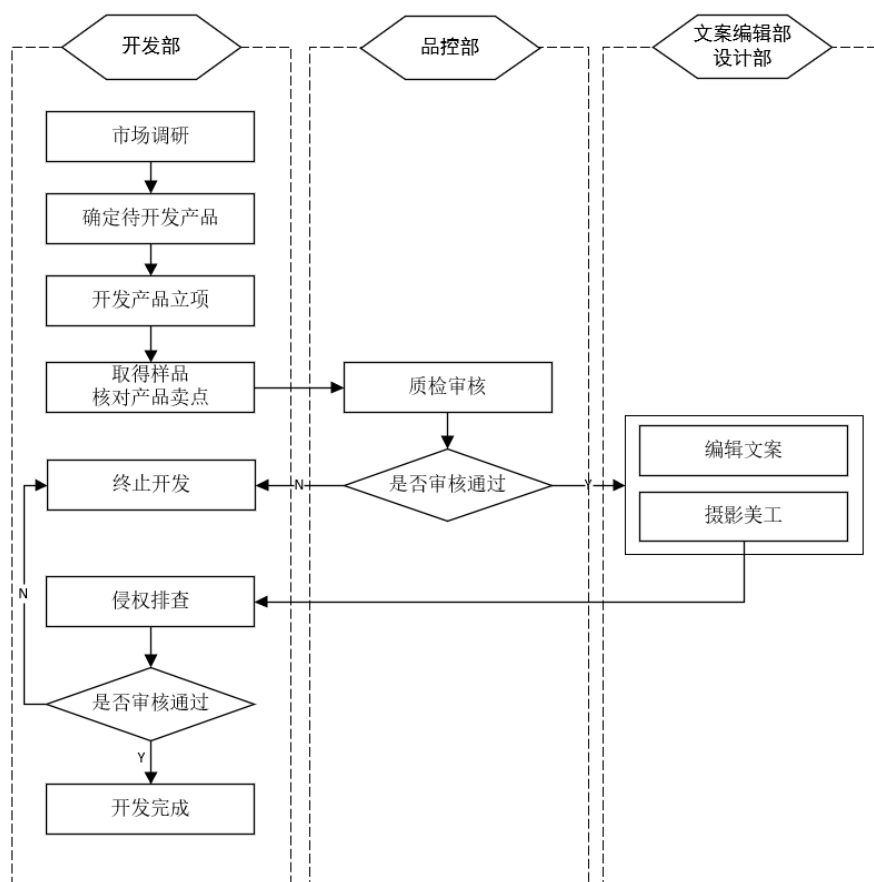 开发部
品控部
文案编辑部
设计部
市场调研
确定待开发产品
开发产品立项
取得样品
核对产品卖点
质检审核
编辑文案
终止开发
N
是否审核通过
Y
摄影美工
N
侵权排查
是否审核通过
Y
开发完成